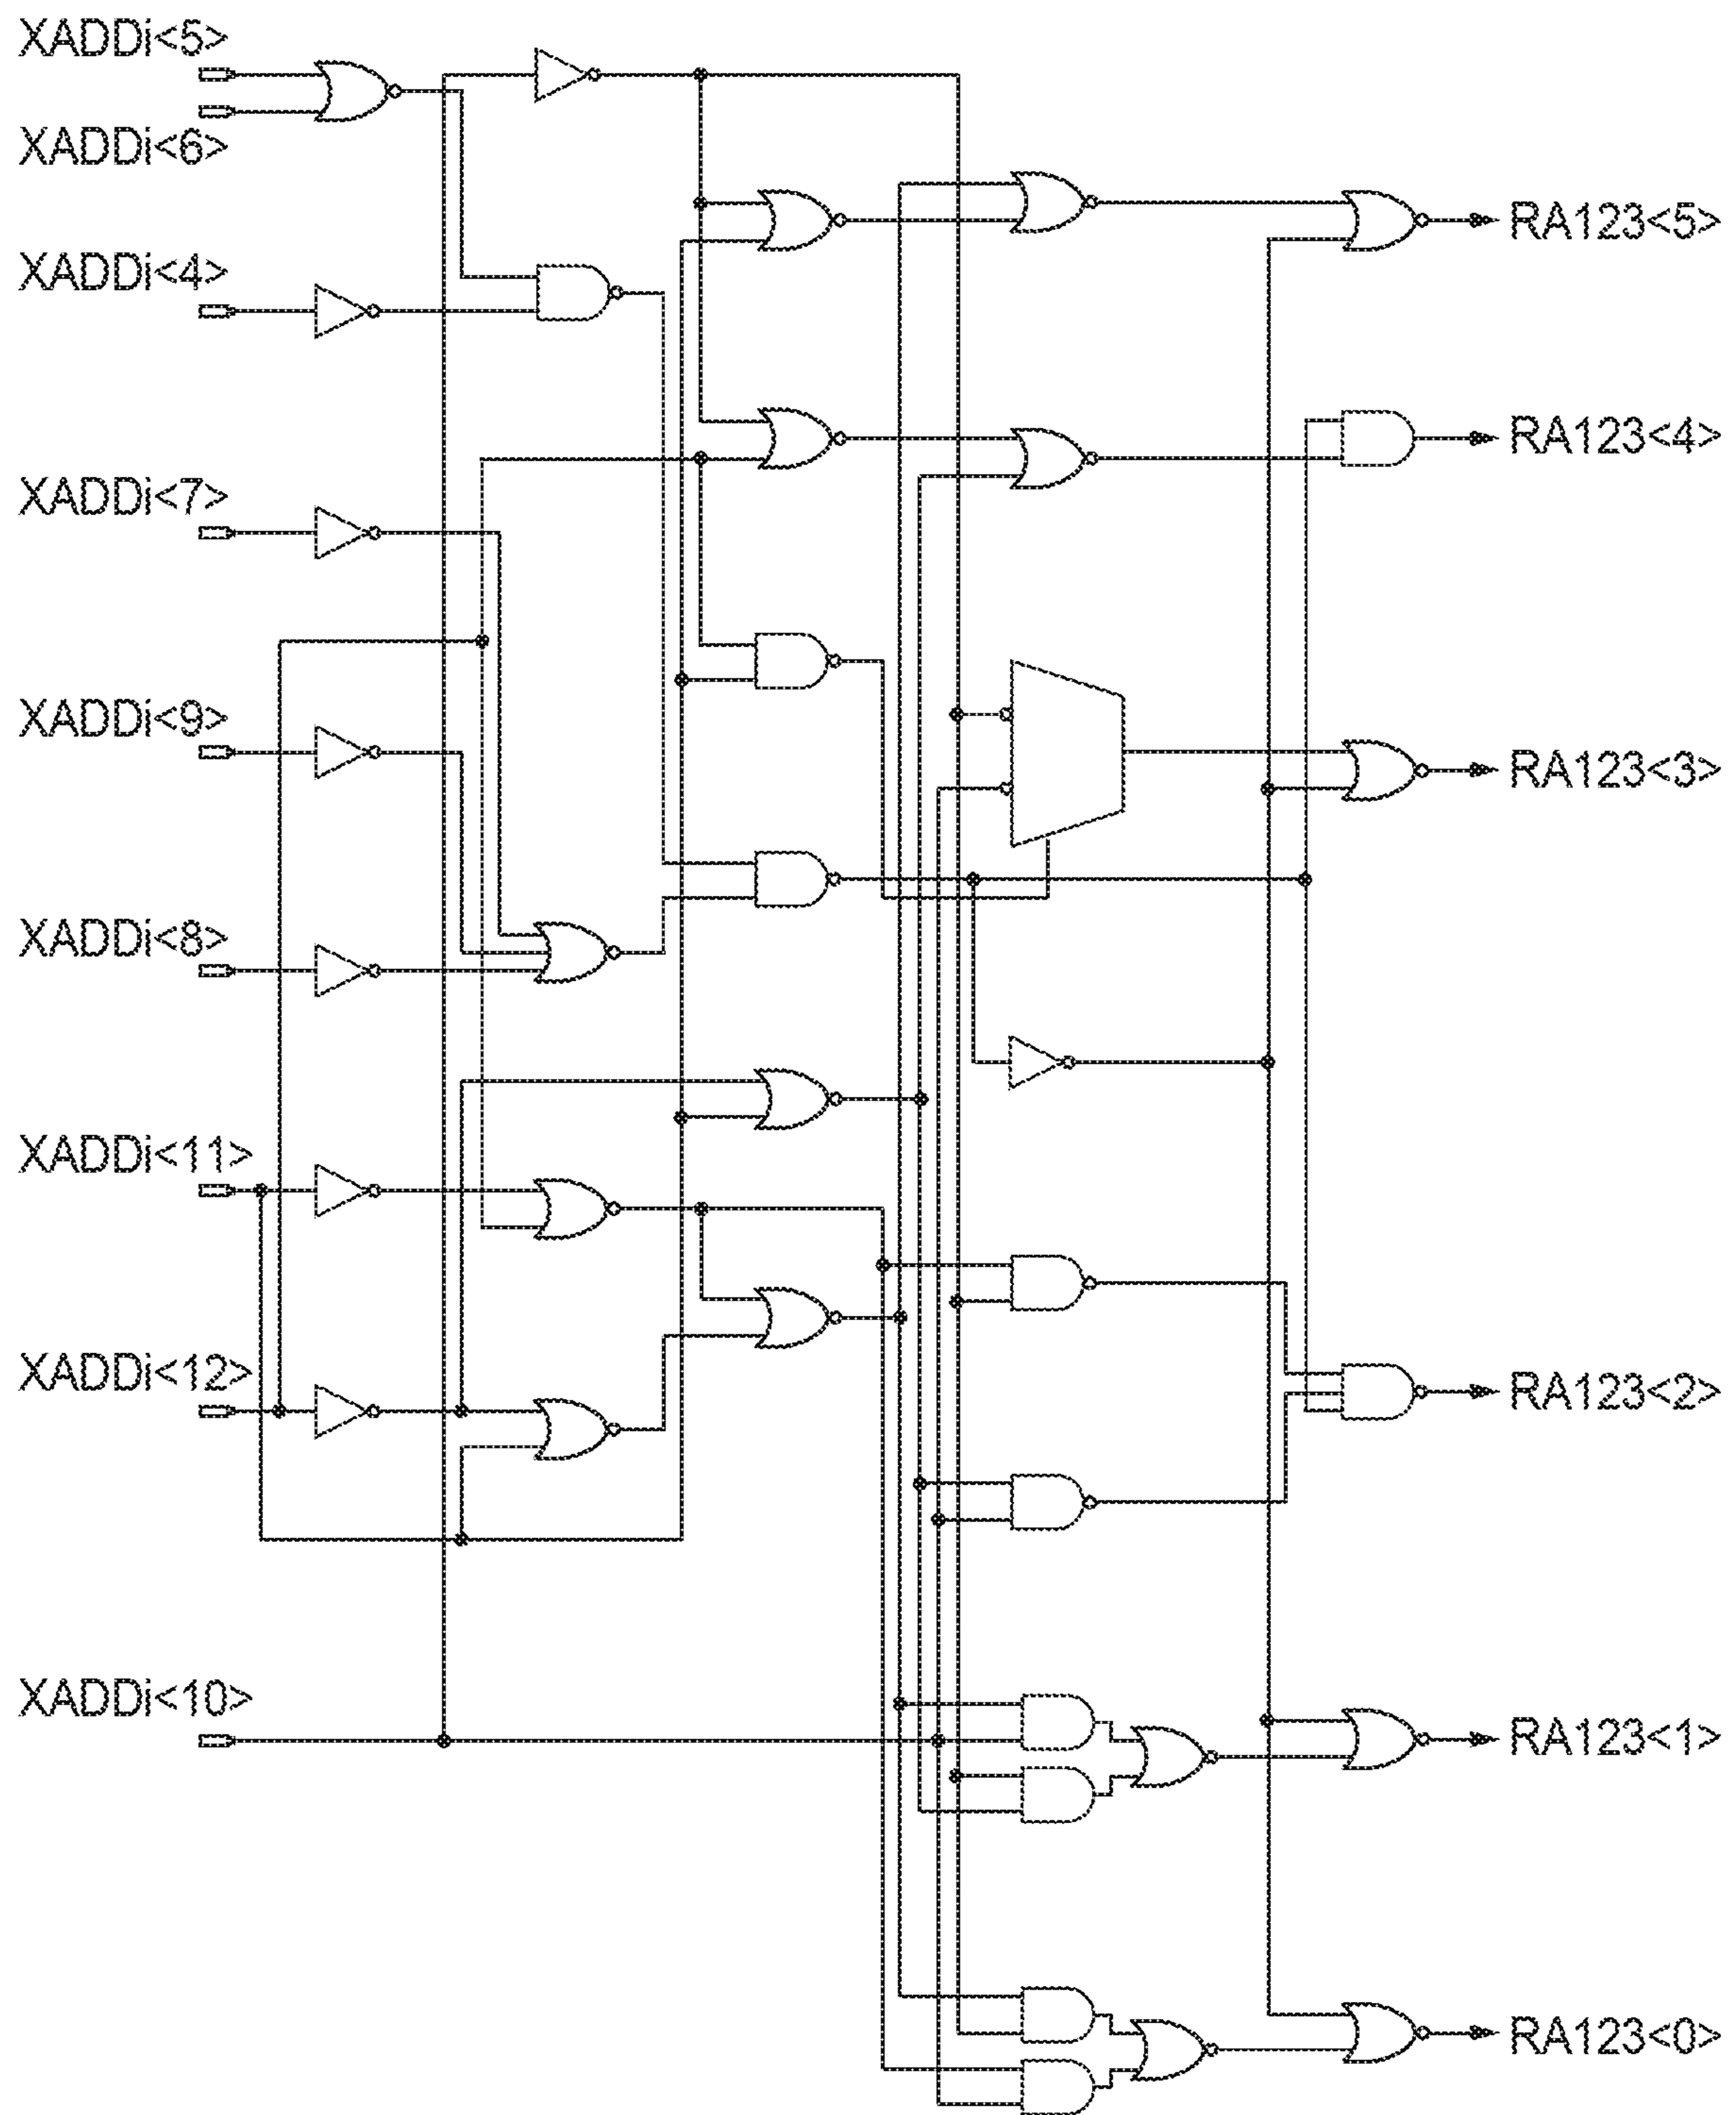 XADDi<5>
XADDi<6>
RA123<5>
XADDi<4>
RA123<4>
XADDi<7>
XADDi<9>
RA123<3>
XADDi<8>
XADDi<11>
XADDi<12>
RA123<2>
XADDi<10>
RA123<1>
RA123<0>